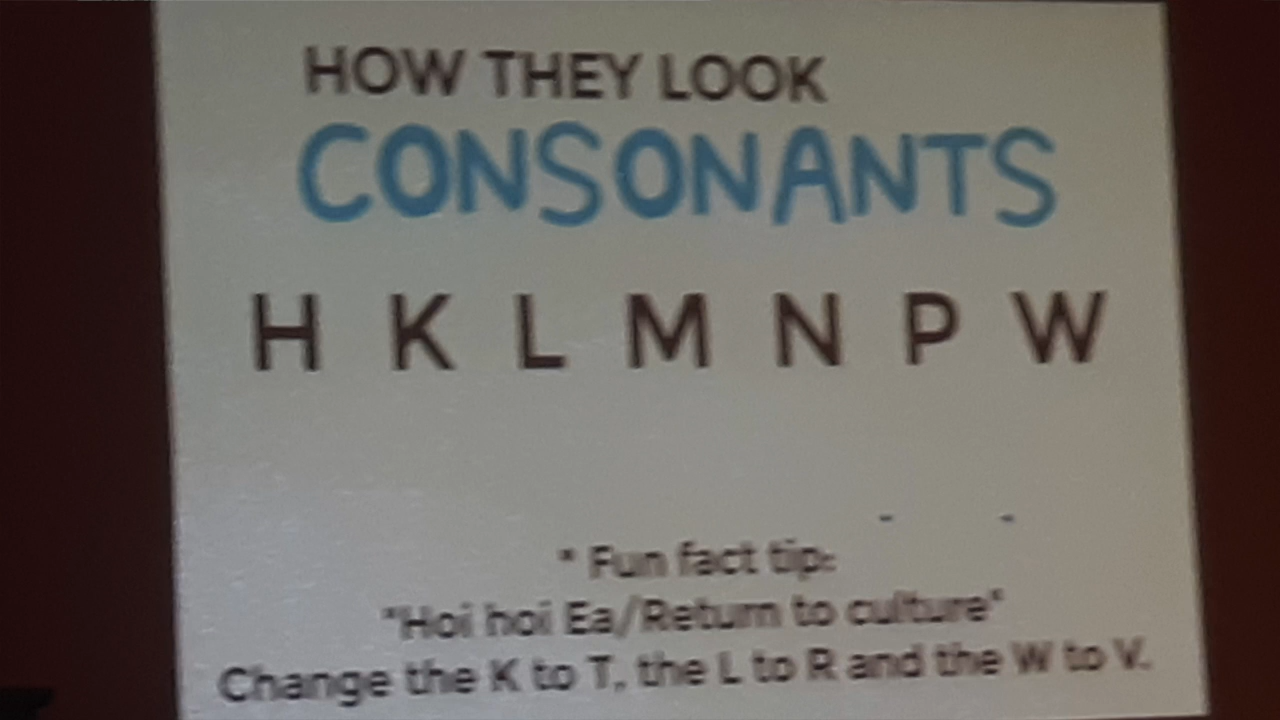 HOW THEY LOOK
CONSONANTS
H K L M N P W
* Fun fact tip:
"Hoi hoi Ea/Return to culture"
Change the K to T, the L to R and the W to V.